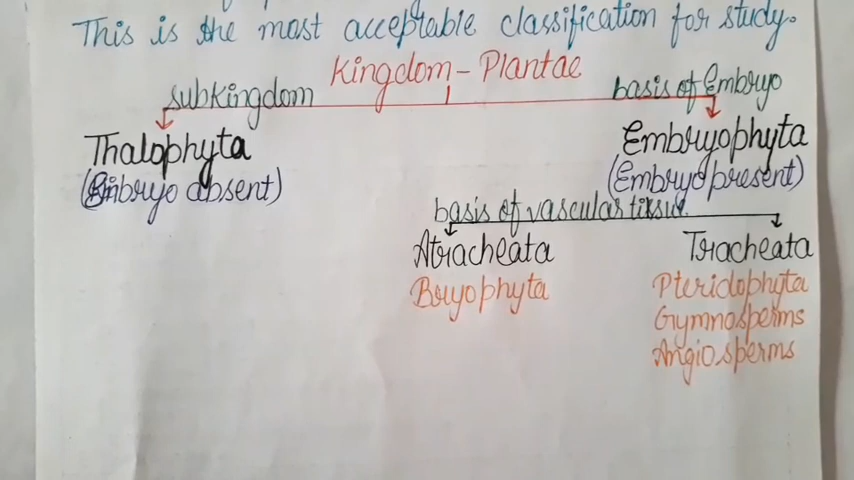 This is the most acceptable classification for study.
Kingdom - Plantae
subkingdom
basis of Embryo
Thalophyta
Embryophyta
(Embryo absent)
(Embryo present)
basis of vascular tissue.
Atracheata
Tracheata
Bryophyta
Pteridophyta
Gymnosperms
Angiosperms